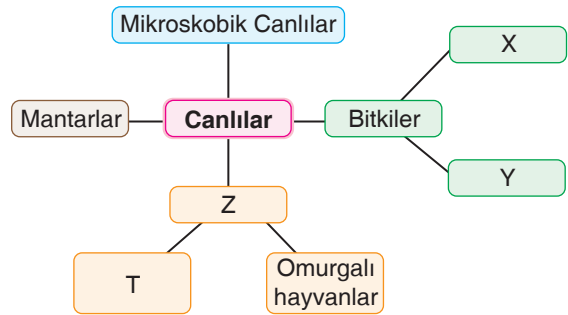 Mikroskobik Canlılar
X
Mantarlar
Canlılar
Bitkiler
Y
Z
T
Omurgalı
hayvanlar